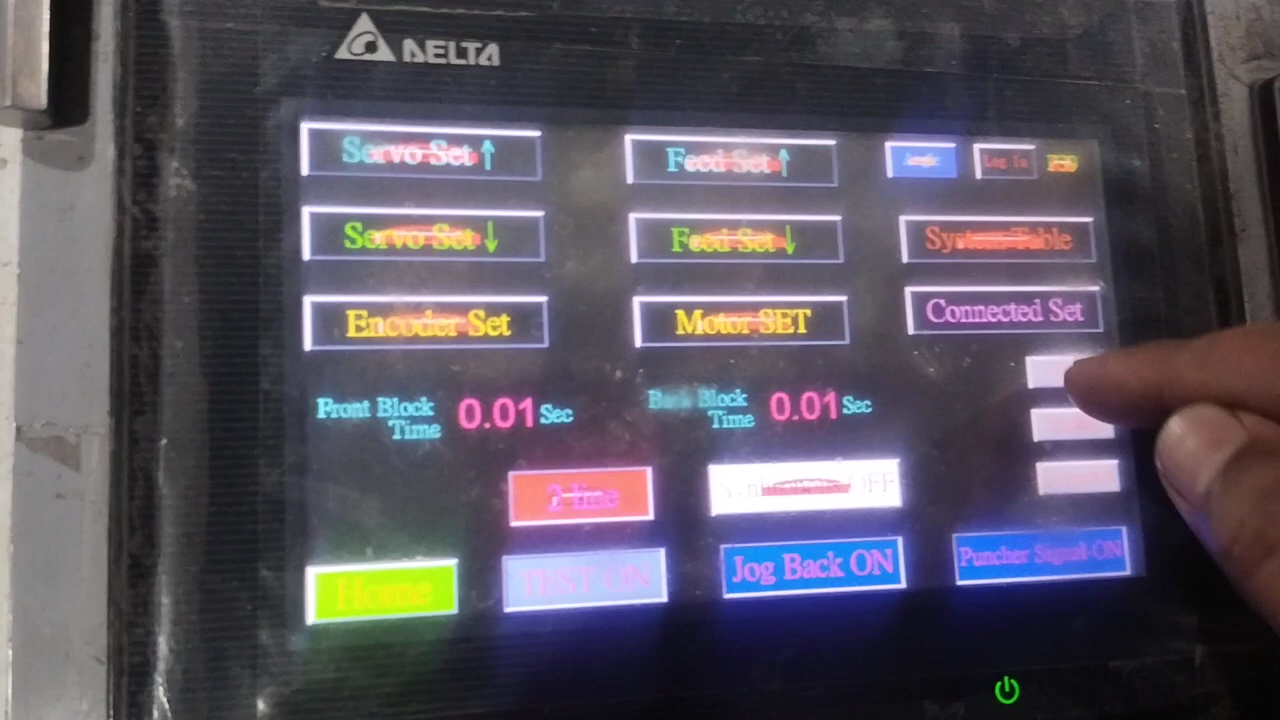 DELTA
Servo Set ↑
Feed Set ↑
Angle
Log In
Servo Set ↓
Feed Set ↓
System Table
Encoder Set
Motor SET
Connected Set
Front Block Time 0.01 Sec
Back Block Time 0.01 Sec
2-line
OFF
Home
TEST ON
Jog Back ON
Puncher Signal-ON